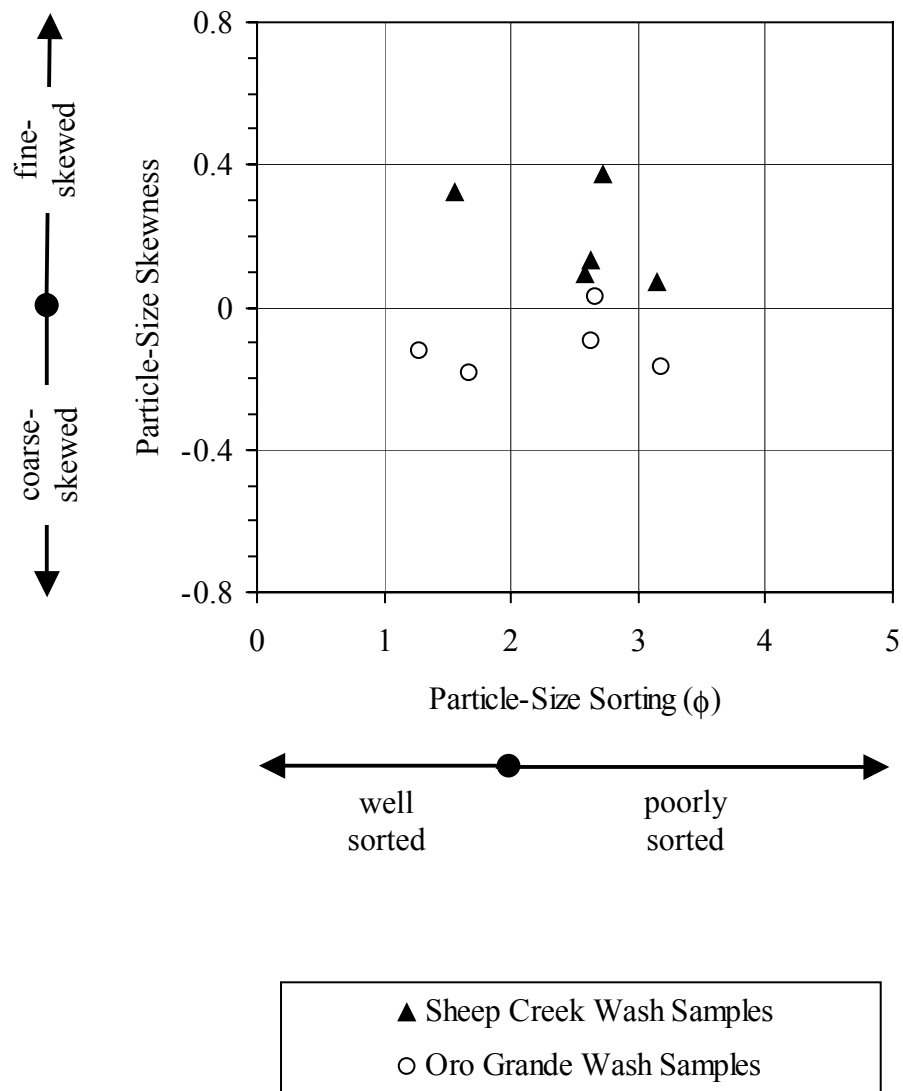 fine-
skewed
coarse-
skewed
Particle-Size Skewness
0.8
0.4
0
-0.4
-0.8
0 1 2 3 4 5
Particle-Size Sorting (ϕ)
well
sorted
poorly
sorted
▲ Sheep Creek Wash Samples
○ Oro Grande Wash Samples